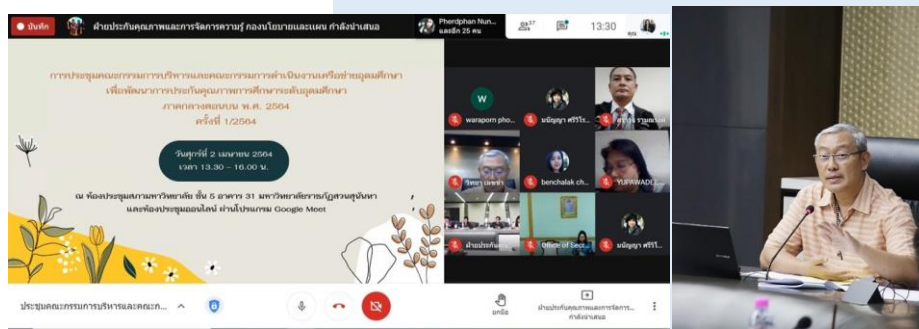 บันทึก
ฝ่ายประกันคุณภาพและการจัดการความรู้ กองนโยบายและแผน กำลังนำเสนอ
Pherdphan Nun...
และอีก 25 คน
27
13:30
คุณ
การประชุมคณะกรรมการบริหารและคณะกรรมการดำเนินงานเครือข่ายอุดมศึกษา
เพื่อพัฒนาการประกันคุณภาพการศึกษาระดับอุดมศึกษา
ภาคกลางตอนบน พ.ศ. 2564
ครั้งที่ 1/2564
วันศุกร์ที่ 2 เมษายน 2564
เวลา 13.30 - 16.00 น.
ณ ห้องประชุมสภามหาวิทยาลัย ชั้น 5 อาคาร 31 มหาวิทยาลัยราชภัฏสวนสุนันทา
และห้องประชุมออนไลน์ ผ่านโปรแกรม Google Meet
W
waraporn pho...
benchalak ch...
YUPAWADEE...
Office of Secr...
ประชุมคณะกรรมการบริหารและคณะก...
ยกมือ
ฝ่ายประกันคุณภาพและการจัดการ...
กำลังนำเสนอ